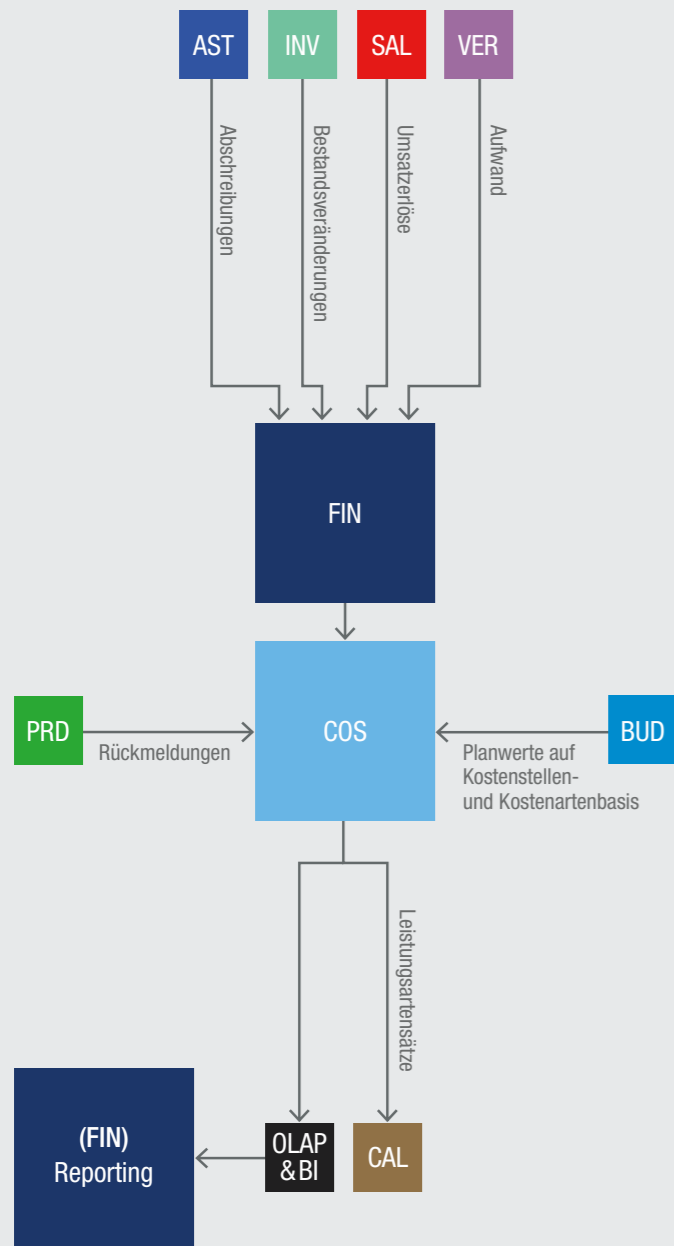 AST
INV
SAL
VER
Abschreibungen
Bestandsveränderungen
Umsatzerlöse
Aufwand
FIN
PRD
Rückmeldungen
COS
BUD
Planwerte auf
Kostenstellen-
und Kostenartenbasis
Leistungsartensätze
(FIN)
Reporting
OLAP
& BI
CAL